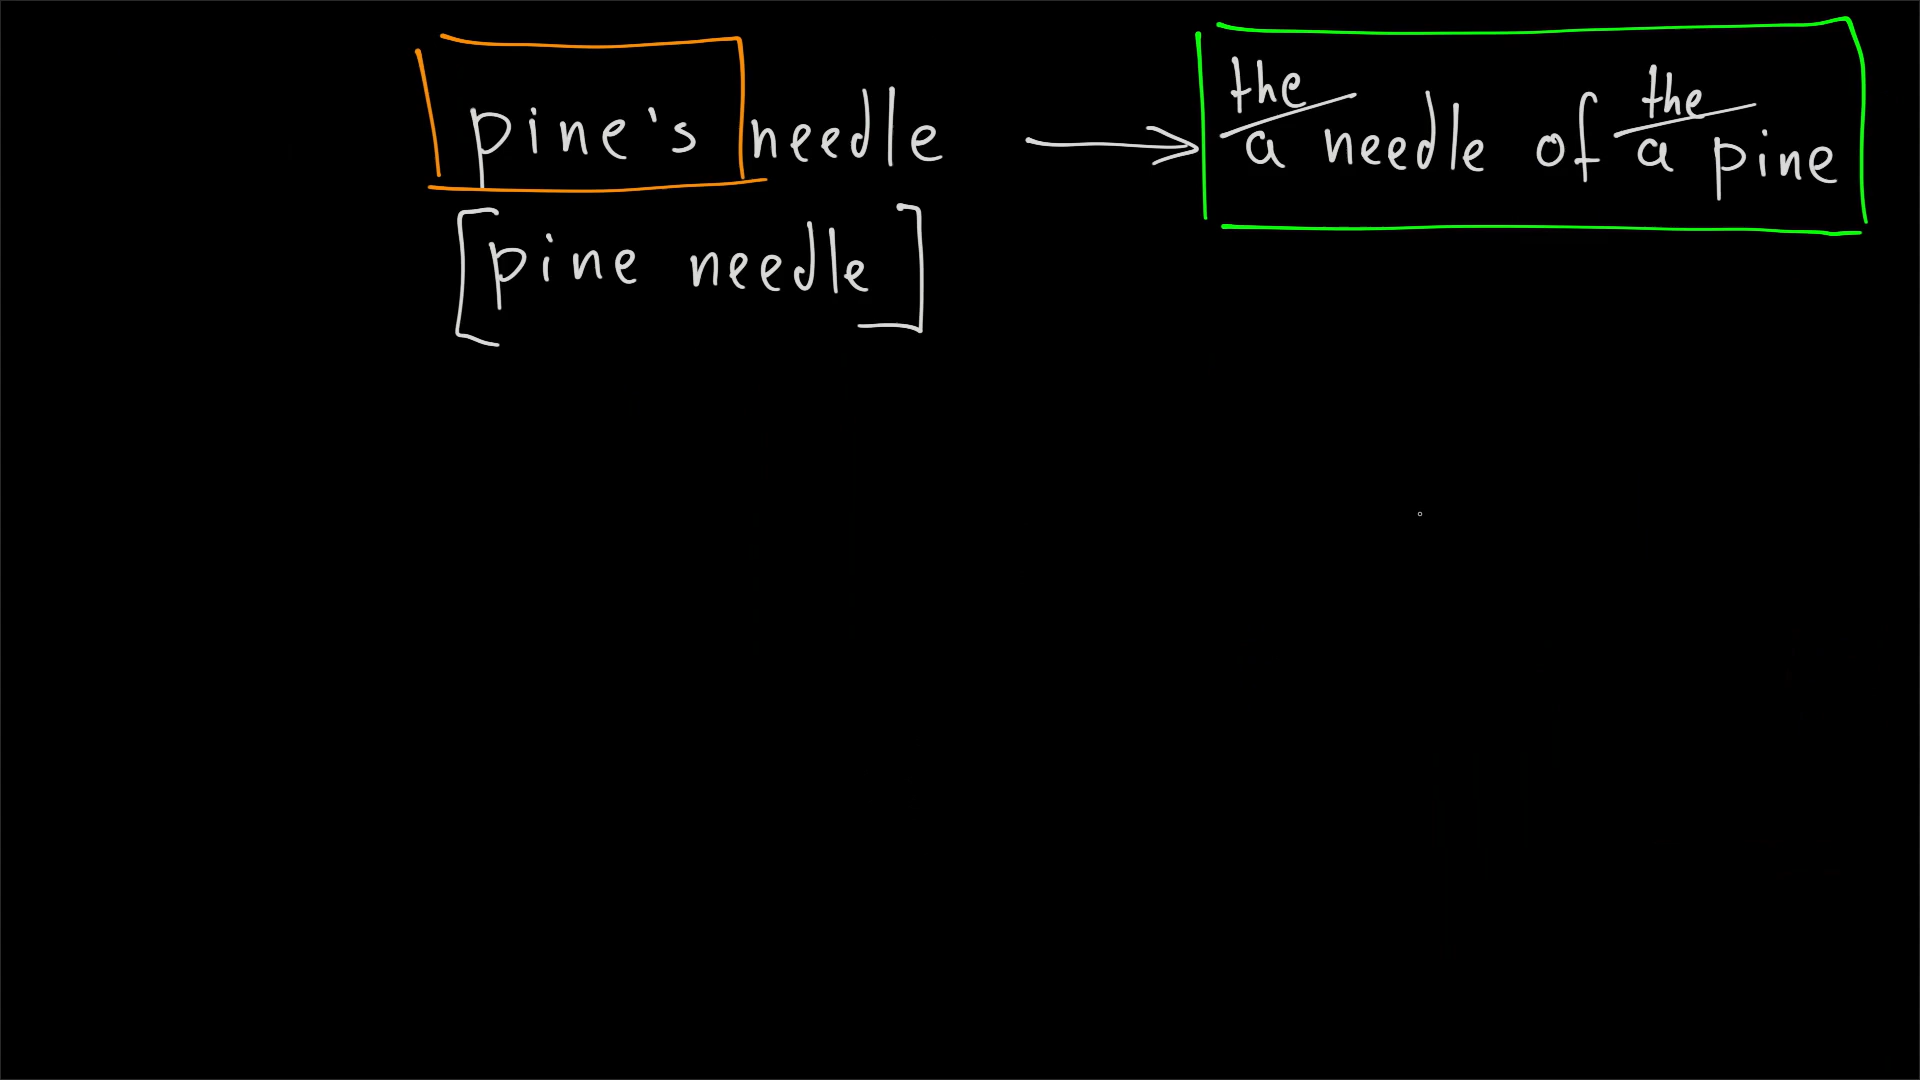 pine's needle → the/a needle of the/a pine
[pine needle]